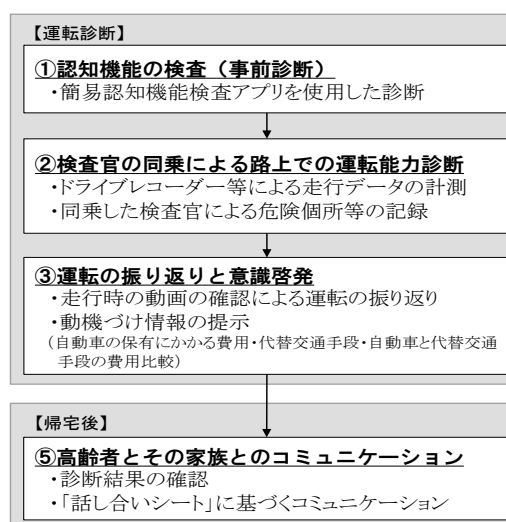 【運転診断】
①認知機能の検査（事前診断）
・簡易認知機能検査アプリを使用した診断
②検査官の同乗による路上での運転能力診断
・ドライブレコーダー等による走行データの計測
・同乗した検査官による危険個所等の記録
③運転の振り返りと意識啓発
・走行時の動画の確認による運転の振り返り
・動機づけ情報の提示
（自動車の保有にかかる費用・代替交通手段・自動車と代替交通
手段の費用比較）
【帰宅後】
⑤高齢者とその家族とのコミュニケーション
・診断結果の確認
・「話し合いシート」に基づくコミュニケーション